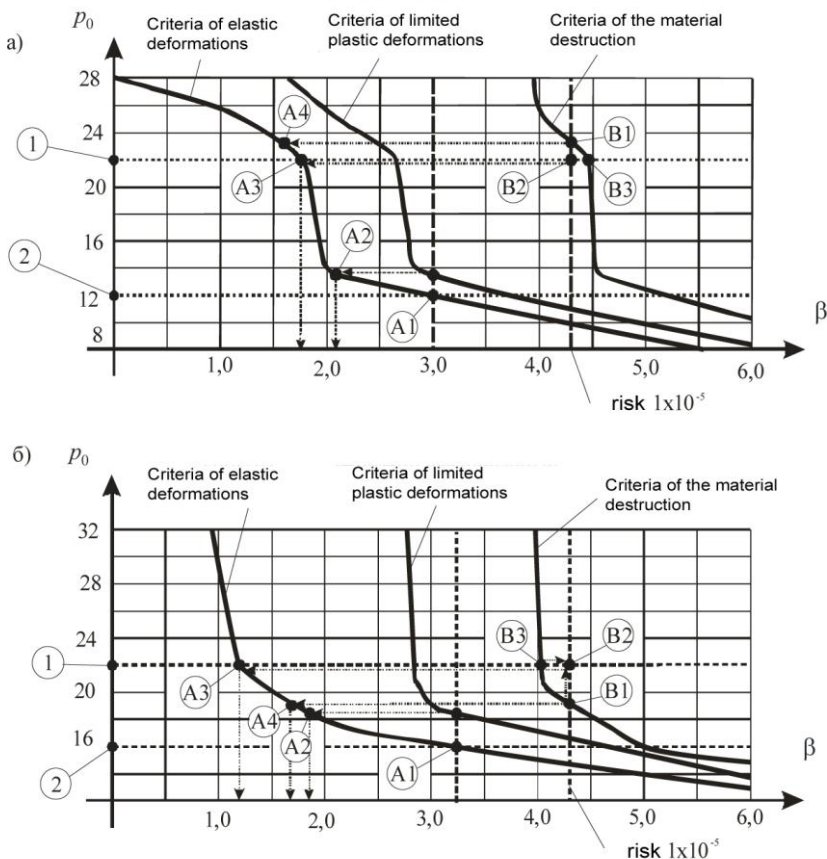 а)
p0
Criteria of elastic
deformations
Criteria of limited
plastic deformations
Criteria of the material
destruction
28
24
20
16
12
8
1
2
A4
A3
A2
A1
B1
B2
B3
β
1,0
2,0
3,0
4,0
5,0
6,0
risk 1x10⁻⁵
б)
p0
Criteria of elastic
deformations
Criteria of limited
plastic deformations
Criteria of the material
destruction
32
28
24
20
16
1
2
A3
A4
A2
A1
B3
B2
B1
β
1,0
2,0
3,0
4,0
5,0
6,0
risk 1x10⁻⁵